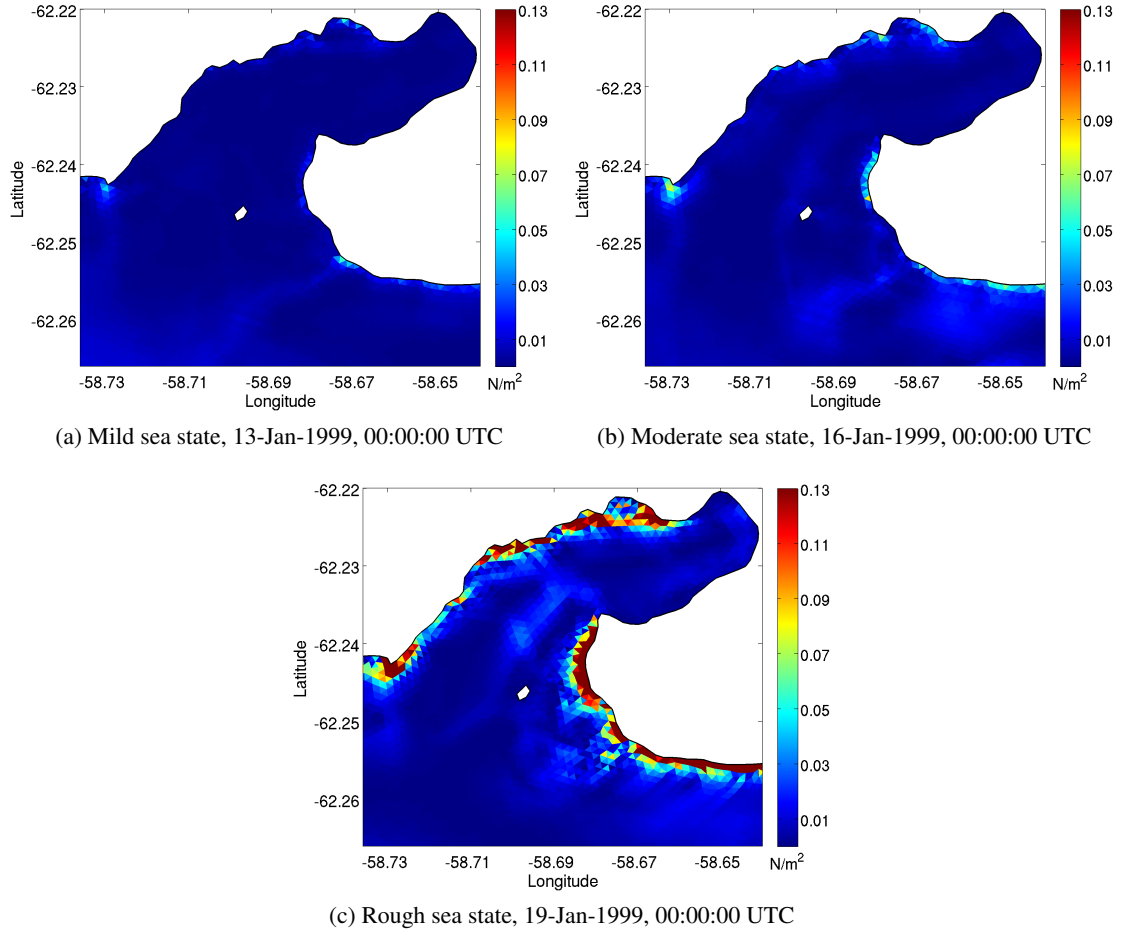 -62.22
-62.23
-62.24
-62.25
-62.26
Latitude
-58.73 -58.71 -58.69 -58.67 -58.65
Longitude
0.13
0.11
0.09
0.07
0.05
0.03
0.01
N/m²
(a) Mild sea state, 13-Jan-1999, 00:00:00 UTC
-62.22
-62.23
-62.24
-62.25
-62.26
Latitude
-58.73 -58.71 -58.69 -58.67 -58.65
Longitude
0.13
0.11
0.09
0.07
0.05
0.03
0.01
N/m²
(b) Moderate sea state, 16-Jan-1999, 00:00:00 UTC
-62.22
-62.23
-62.24
-62.25
-62.26
Latitude
-58.73 -58.71 -58.69 -58.67 -58.65
Longitude
0.13
0.11
0.09
0.07
0.05
0.03
0.01
N/m²
(c) Rough sea state, 19-Jan-1999, 00:00:00 UTC